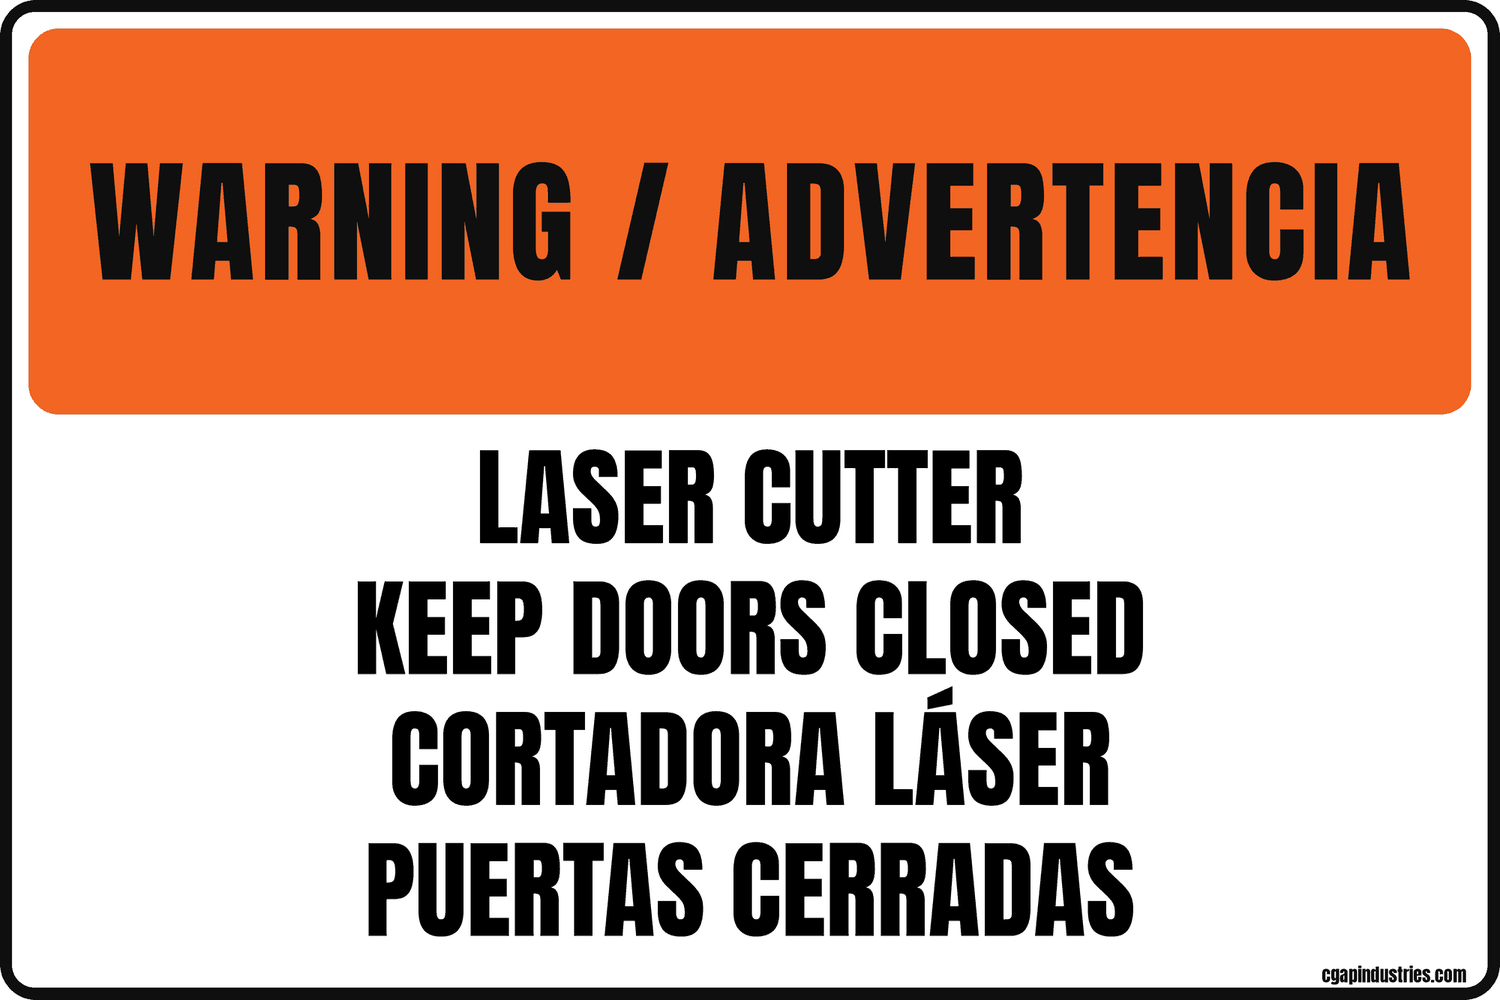 WARNING / ADVERTENCIA
LASER CUTTER
KEEP DOORS CLOSED
CORTADORA LÁSER
PUERTAS CERRADAS
cgapindustries.com